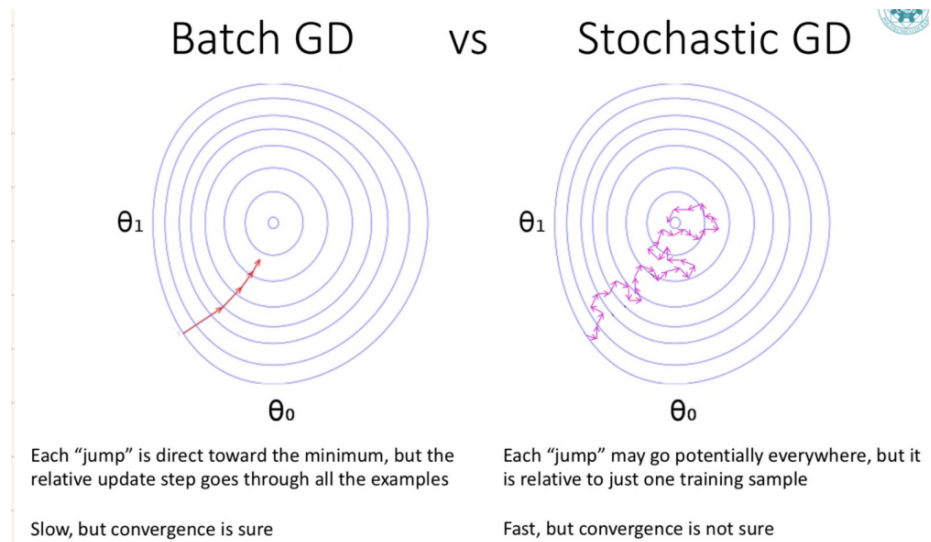 Batch GD vs Stochastic GD
θ1
θ0
Each “jump” is direct toward the minimum, but the
relative update step goes through all the examples
Slow, but convergence is sure
θ1
θ0
Each “jump” may go potentially everywhere, but it
is relative to just one training sample
Fast, but convergence is not sure